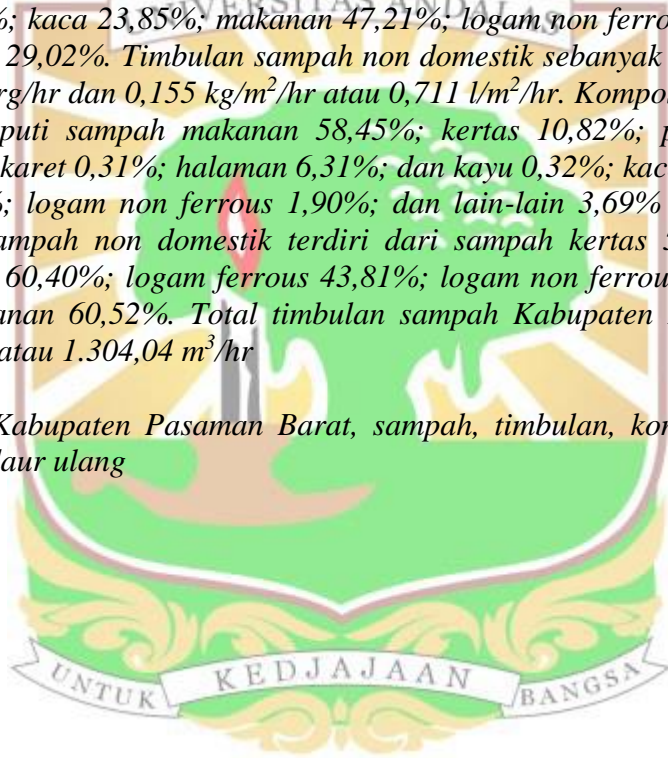 %; kaca 23,85%; makanan 47,21%; logam non ferro
UNIVERSITAS ANDALAS
29,02%. Timbulan sampah non domestik sebanyak
rg/hr dan 0,155 kg/m²/hr atau 0,711 l/m²/hr. Kompo
puti sampah makanan 58,45%; kertas 10,82%; p
karet 0,31%; halaman 6,31%; dan kayu 0,32%; kac
%; logam non ferrous 1,90%; dan lain-lain 3,69%
ampah non domestik terdiri dari sampah kertas
60,40%; logam ferrous 43,81%; logam non ferrou
anan 60,52%. Total timbulan sampah Kabupaten
atau 1.304,04 m³/hr
Kabupaten Pasaman Barat, sampah, timbulan, kor
daur ulang
UNTUK KEDJAJAAN BANGSA